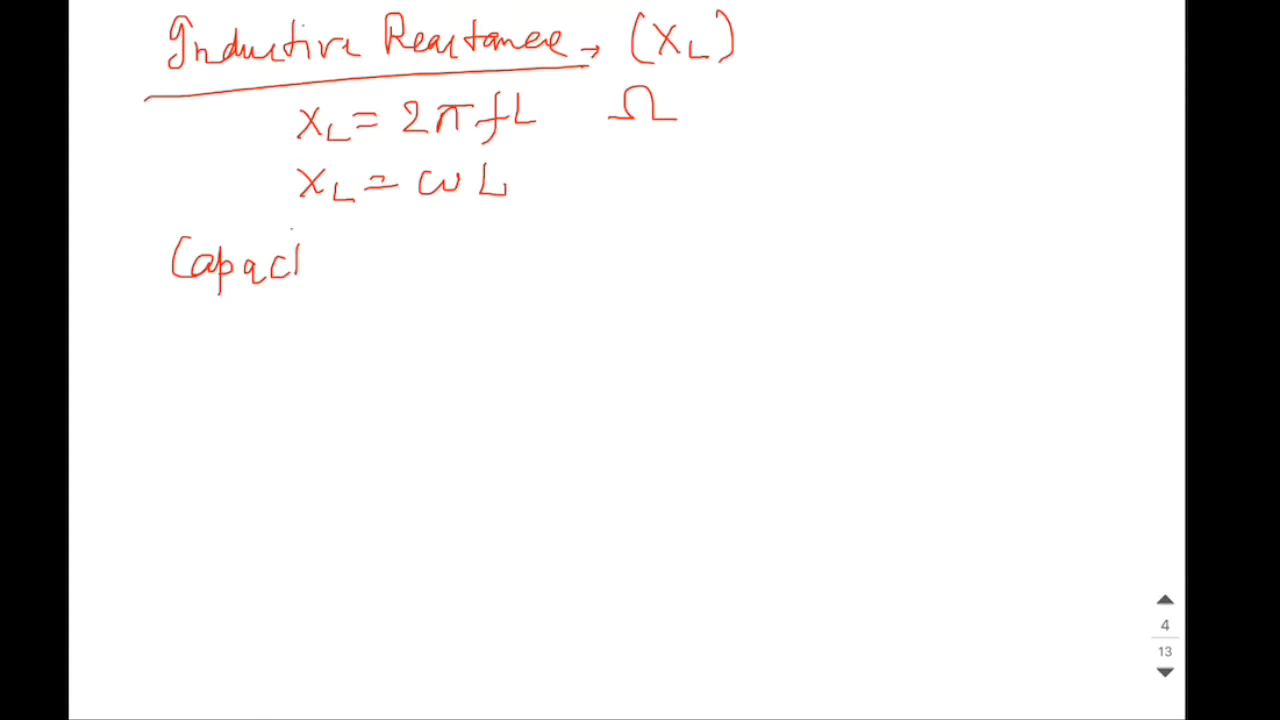 Inductive Reactance → (XL)
XL = 2πfL Ω
XL = ωL
Capaci
4
13